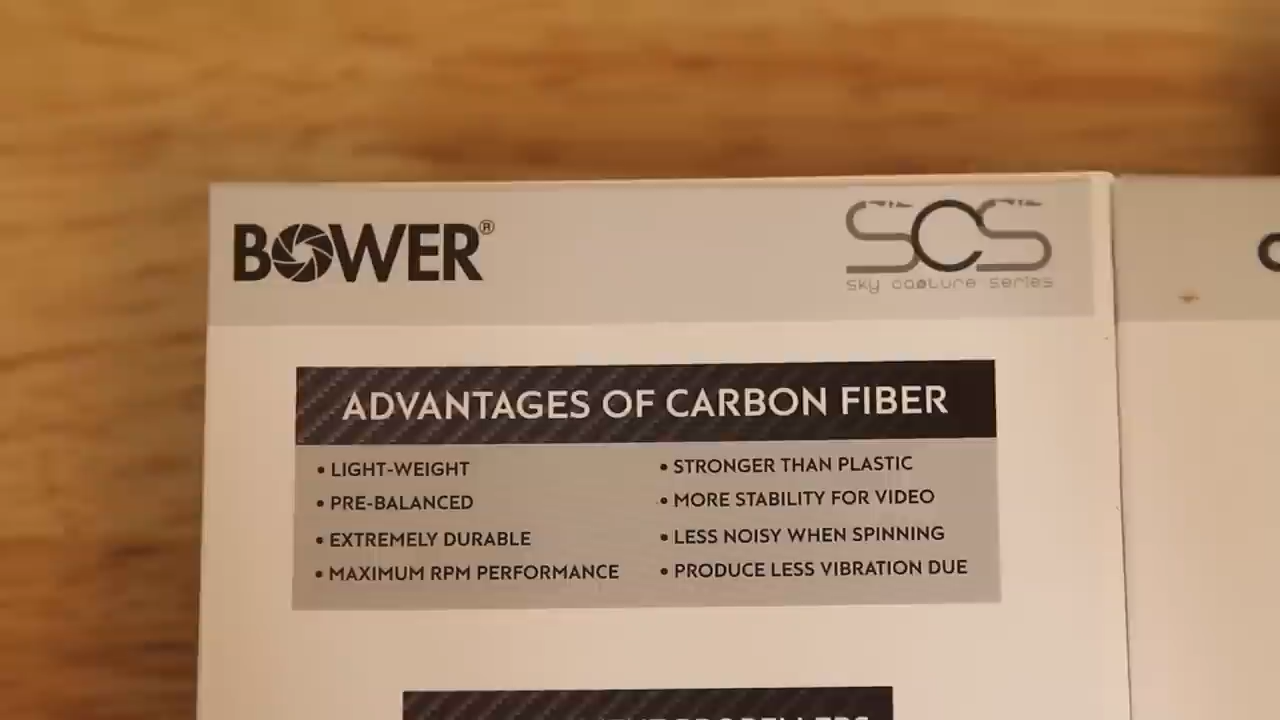 BOWER®
SCS
sky capture series
ADVANTAGES OF CARBON FIBER
• LIGHT-WEIGHT
• PRE-BALANCED
• EXTREMELY DURABLE
• MAXIMUM RPM PERFORMANCE
• STRONGER THAN PLASTIC
• MORE STABILITY FOR VIDEO
• LESS NOISY WHEN SPINNING
• PRODUCE LESS VIBRATION DUE
PROPELLERS